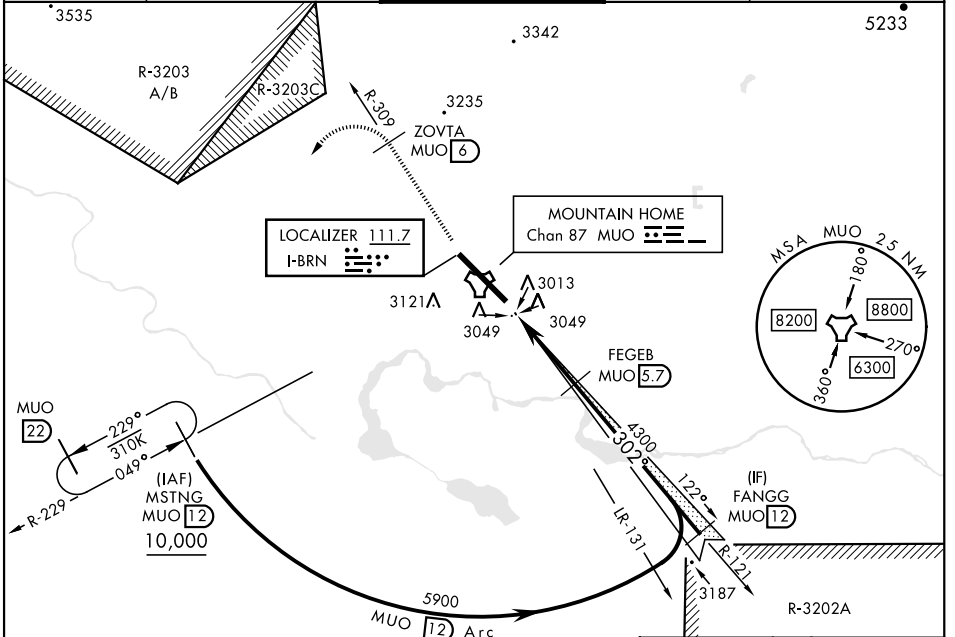 3535
3342
5233
R-3203
A/B
R-3203C
R-309
3235
ZOVTA
MUO 6
MOUNTAIN HOME
Chan 87 MUO
LOCALIZER 111.7
I-BRN
MSA MUO 25 NM
180°
8200
8800
270°
6300
360°
3121
3013
3049
3049
FEGEB
MUO 5.7
MUO
22
229°
310K
049°
R-229
(IAF)
MSTNG
MUO 12
10,000
4300
302°
122°
(IF)
FANGG
MUO 12
LR-131
R-121
3187
R-3202A
5900
MUO 12 Arc